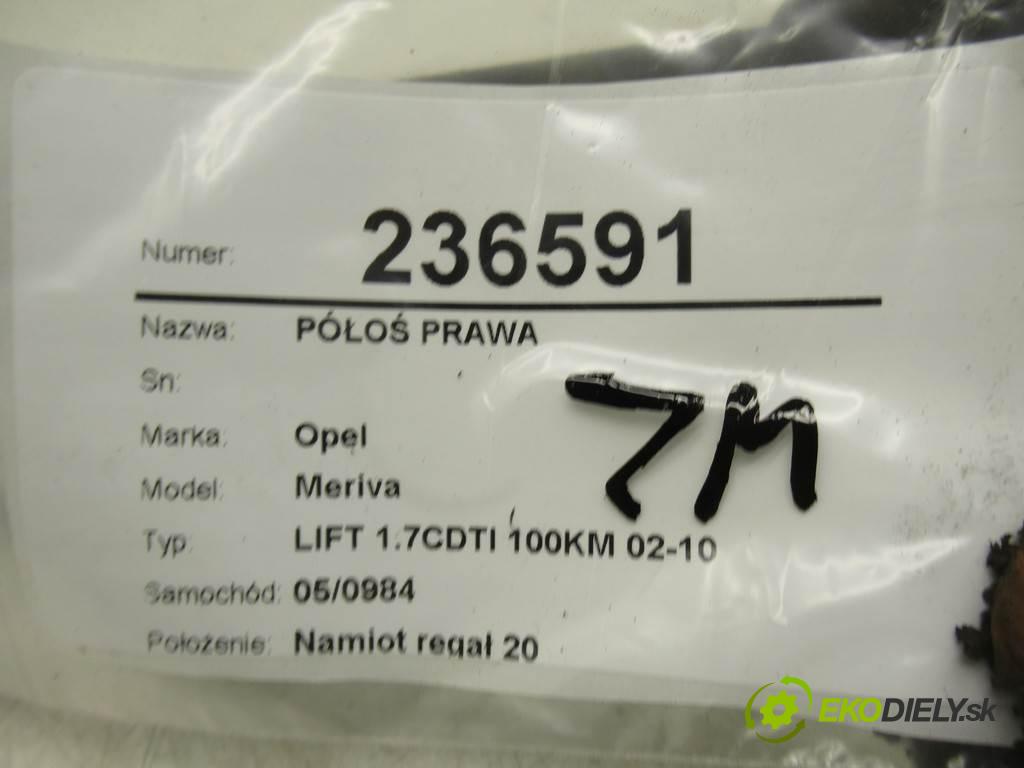 Numer: 236591
Nazwa: PÓŁOŚ PRAWA
Sn:
Marka: Opel
Model: Meriva
Typ: LIFT 1.7CDTI 100KM 02-10
Samochód: 05/0984
Położenie: Namiot regał 20
ZM
EKODIELY.sk